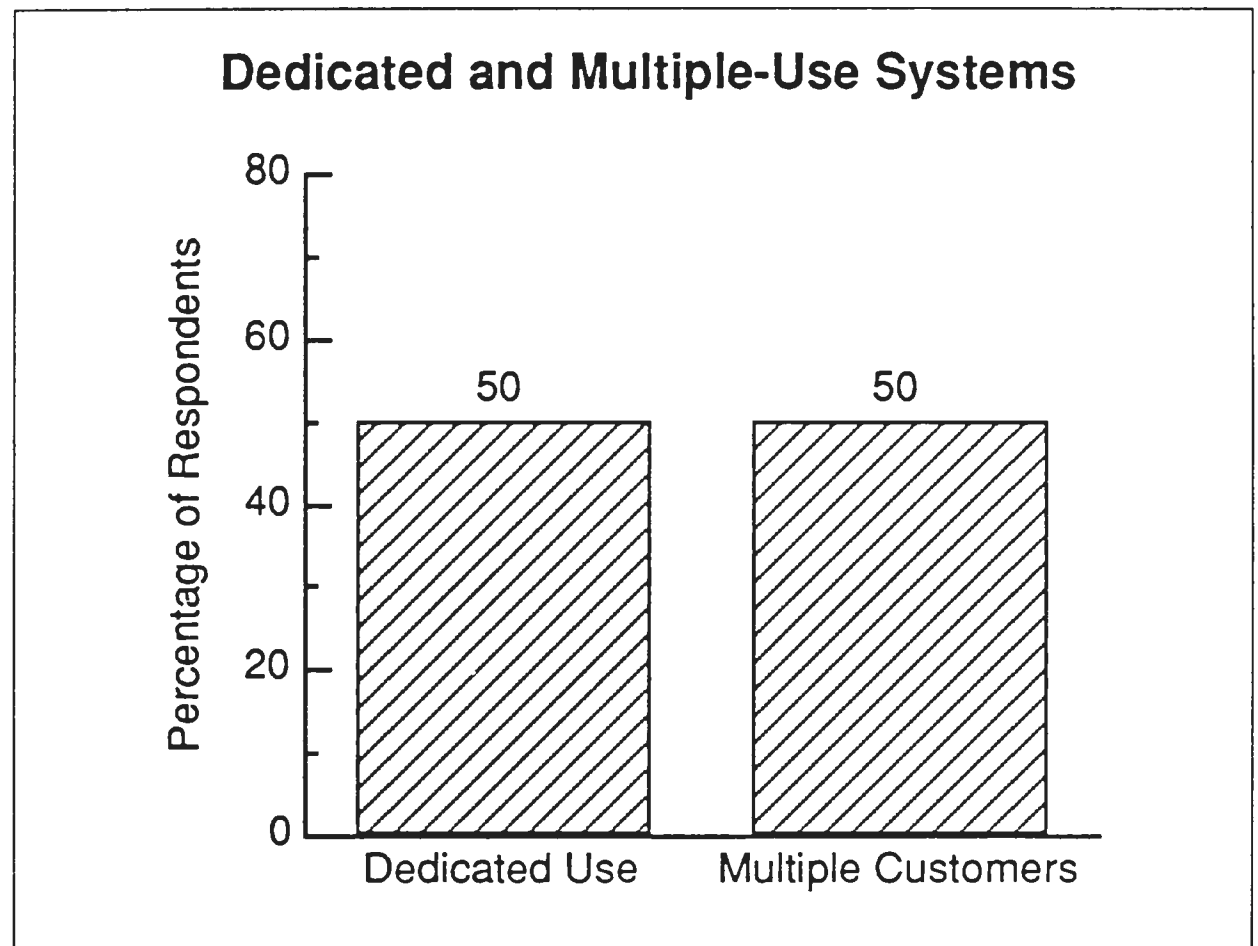 Dedicated and Multiple-Use Systems
Percentage of Respondents
80
60
40
20
0
50
50
Dedicated Use
Multiple Customers